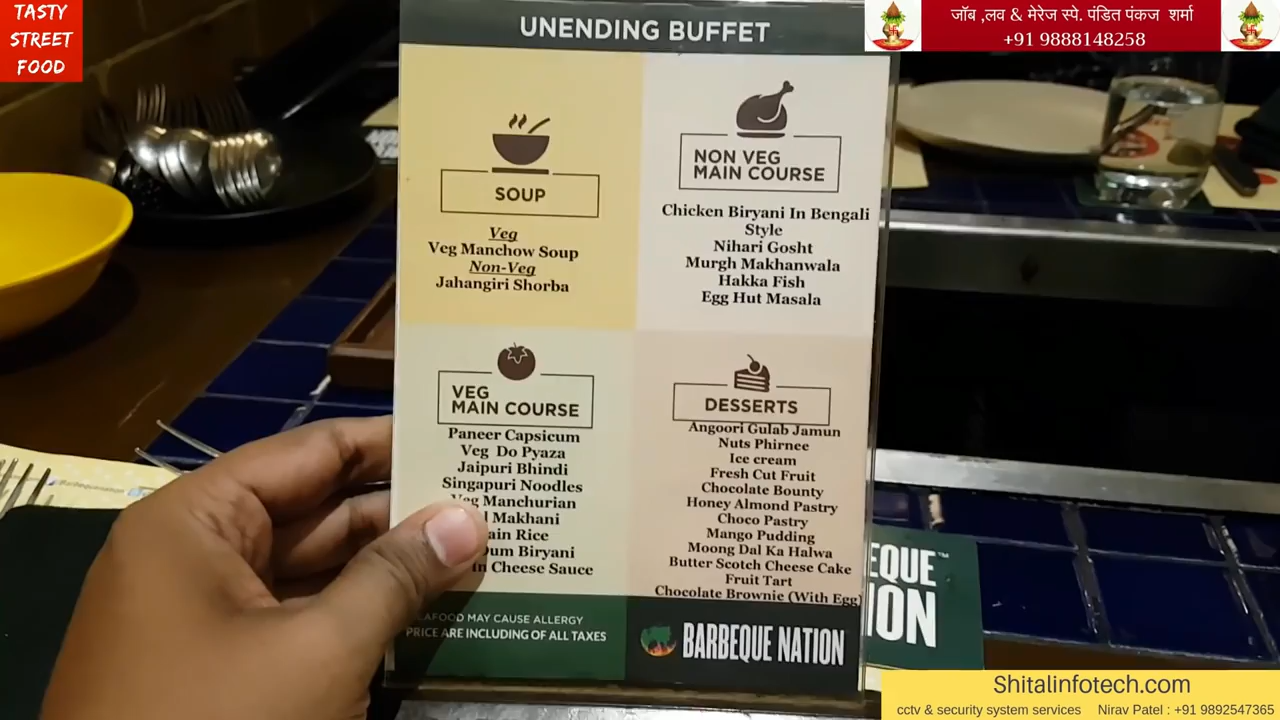 TASTY
STREET
FOOD
जॉब ,लव & मेरेज स्पे. पंडित पंकज शर्मा
+91 9888148258
UNENDING BUFFET
SOUP
Veg
Veg Manchow Soup
Non-Veg
Jahangiri Shorba
NON VEG
MAIN COURSE
Chicken Biryani In Bengali
Style
Nihari Gosht
Murgh Makhanwala
Hakka Fish
Egg Hut Masala
VEG
MAIN COURSE
Paneer Capsicum
Veg Do Pyaza
Jaipuri Bhindi
Singapuri Noodles
Veg Manchurian
Makhani
Rice
Biryani
Cheese Sauce
DESSERTS
Angoori Gulab Jamun
Nuts Phirnee
Ice cream
Fresh Cut Fruit
Chocolate Bounty
Honey Almond Pastry
Choco Pastry
Mango Pudding
Moong Dal Ka Halwa
Butter Scotch Cheese Cake
Fruit Tart
Chocolate Brownie (With Egg)
MAY CAUSE ALLERGY
PRICE ARE INCLUDING OF ALL TAXES
BARBEQUE NATION
Shitalinfotech.com
cctv & security system services Nirav Patel : +91 9892547365